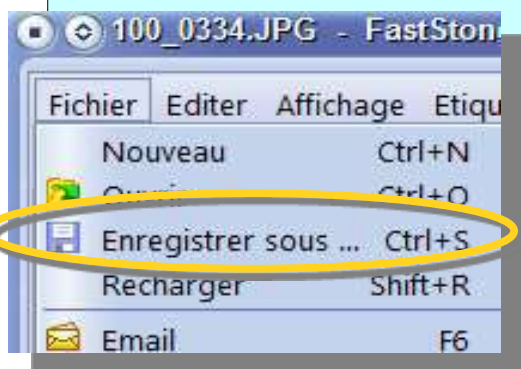 100_0334.JPG - FastSton
Fichier Editer Affichage Etiqu
Nouveau Ctrl+N
Ouvrir Ctrl+O
Enregistrer sous ... Ctrl+S
Recharger Shift+R
Email F6